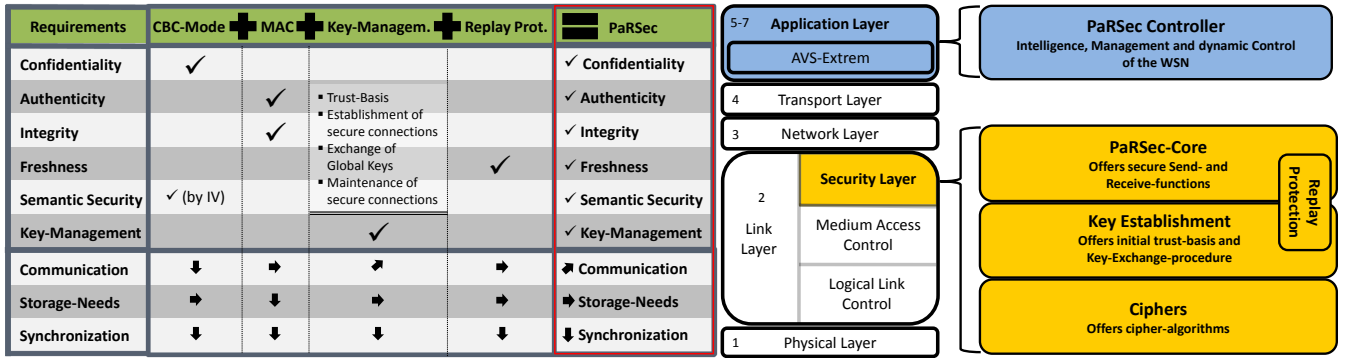 Requirements CBC-Mode MAC Key-Managem. Replay Prot. PaRSec
Confidentiality ✓ ✓ Confidentiality
Authenticity ✓ ✓ Authenticity
Integrity ✓ ✓ Integrity
Freshness ✓ ✓ Freshness
Semantic Security ✓ (by IV) ✓ Semantic Security
Key-Management ✓ ✓ Key-Management
▪ Trust-Basis
▪ Establishment of
secure connections
▪ Exchange of
Global Keys
▪ Maintenance of
secure connections
Communication 🡇 🡆 🡅 🡆 🡅 Communication
Storage-Needs 🡆 🡇 🡆 🡆 🡆 Storage-Needs
Synchronization 🡇 🡇 🡇 🡇 🡇 Synchronization
5-7 Application Layer
AVS-Extrem
4 Transport Layer
3 Network Layer
2
Link
Layer
Security Layer
Medium Access
Control
Logical Link
Control
1 Physical Layer
PaRSec Controller
Intelligence, Management and dynamic Control
of the WSN
PaRSec-Core
Offers secure Send- and
Receive-functions
Key Establishment
Offers initial trust-basis and
Key-Exchange-procedure
Replay
Protection
Ciphers
Offers cipher-algorithms